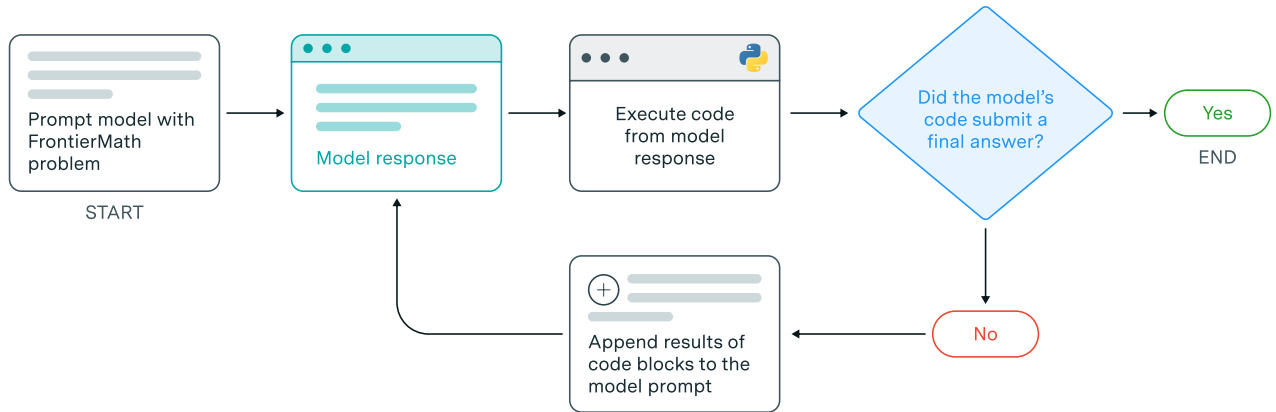 Prompt model with
FrontierMath
problem
START
Model response
Execute code
from model
response
Did the model’s
code submit a
final answer?
Yes
END
No
Append results of
code blocks to the
model prompt